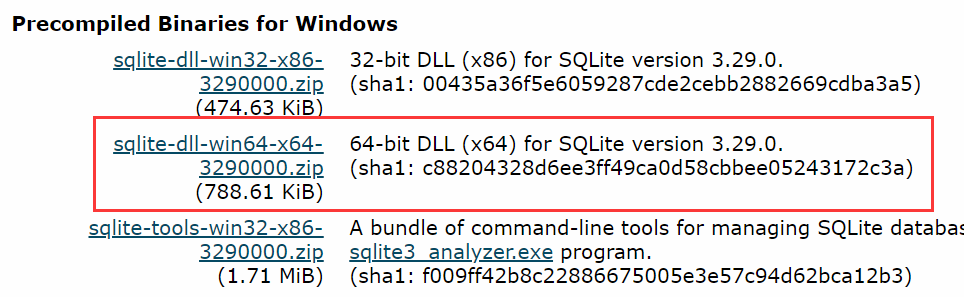 Precompiled Binaries for Windows
sqlite-dll-win32-x86-
3290000.zip
(474.63 KiB)
32-bit DLL (x86) for SQLite version 3.29.0.
(sha1: 00435a36f5e6059287cde2cebb2882669cdba3a5)
sqlite-dll-win64-x64-
3290000.zip
(788.61 KiB)
64-bit DLL (x64) for SQLite version 3.29.0.
(sha1: c88204328d6ee3ff49ca0d58cbbee05243172c3a)
sqlite-tools-win32-x86-
3290000.zip
(1.71 MiB)
A bundle of command-line tools for managing SQLite databas
sqlite3_analyzer.exe program.
(sha1: f009ff42b8c22886675005e3e57c94d62bca12b3)